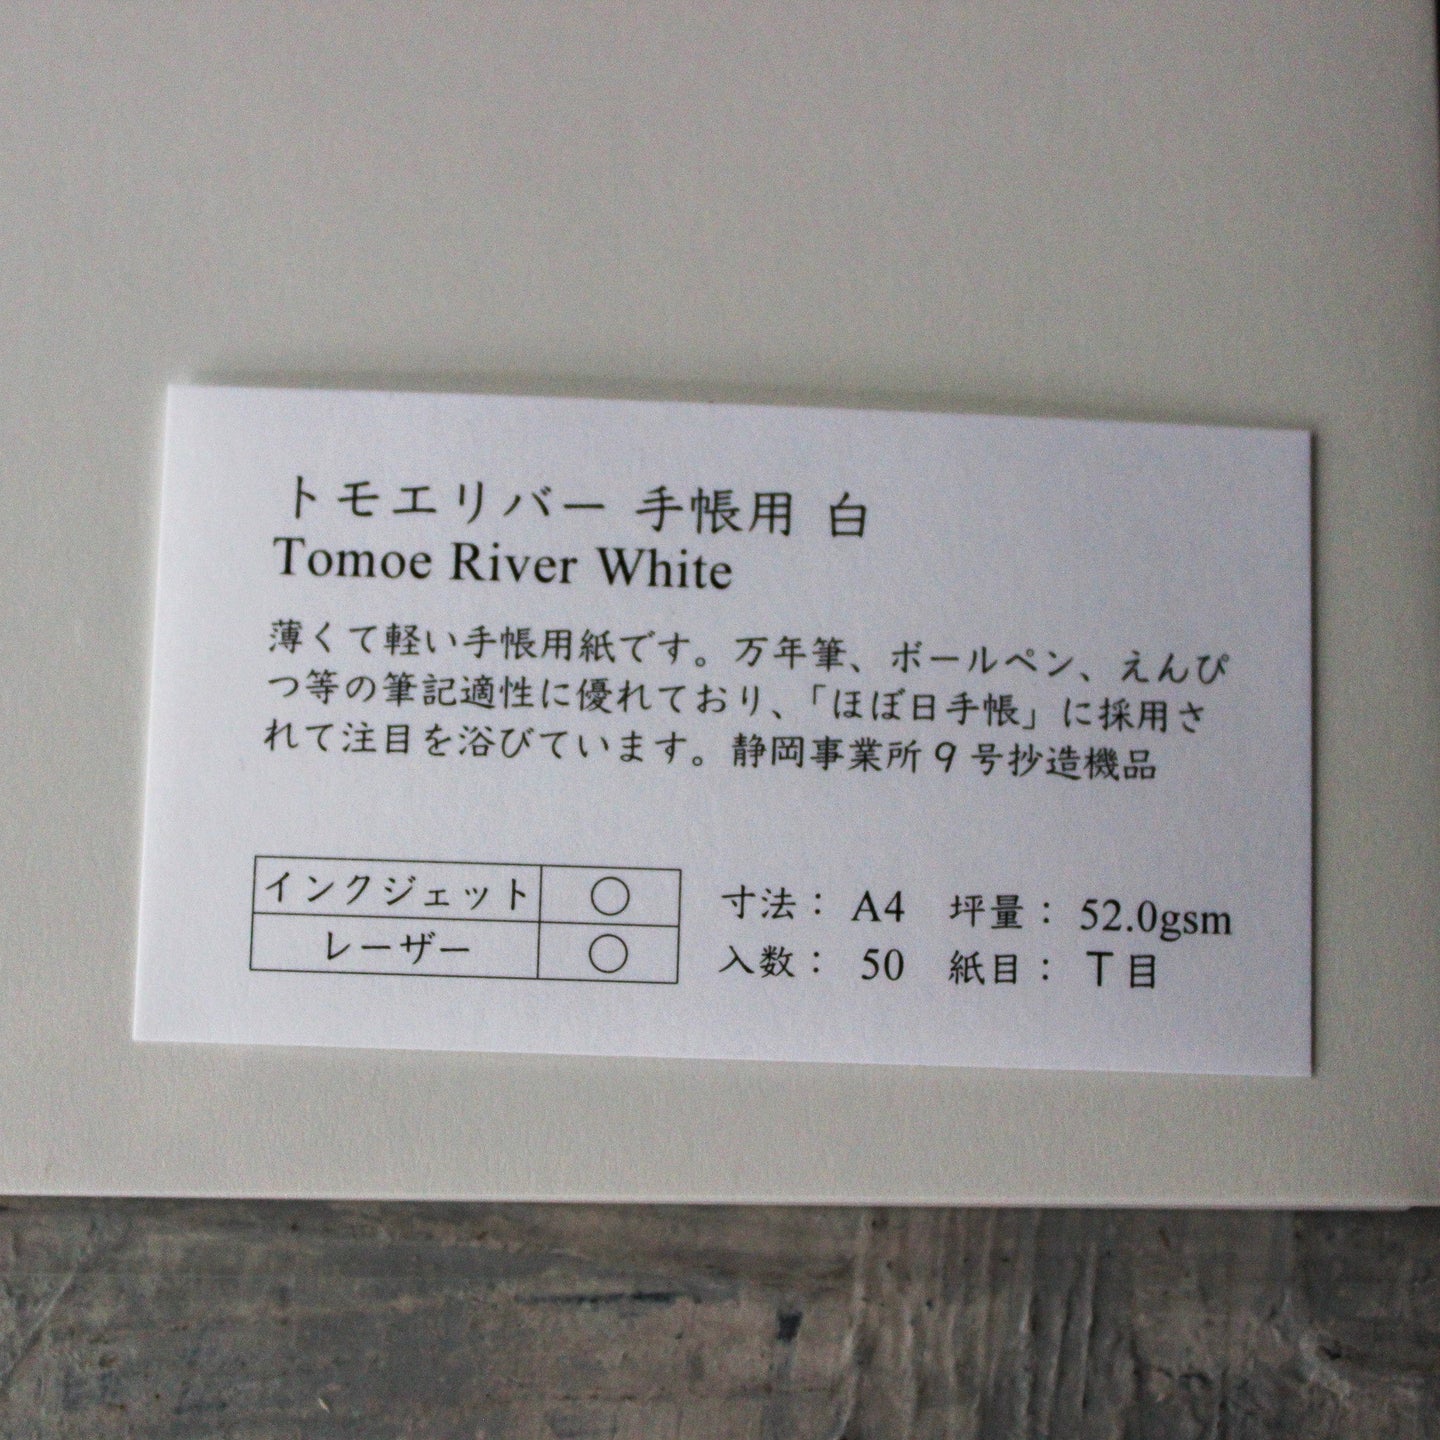 トモエリバー 手帳用 白
Tomoe River White
薄くて軽い手帳用紙です。万年筆、ボールペン、えんぴ
つ等の筆記適性に優れており、「ほぼ日手帳」に採用さ
れて注目を浴びています。静岡事業所9号抄造機品
インクジェット ○ 寸法： A4 坪量： 52.0gsm
レーザー ○ 入数： 50 紙目： T目